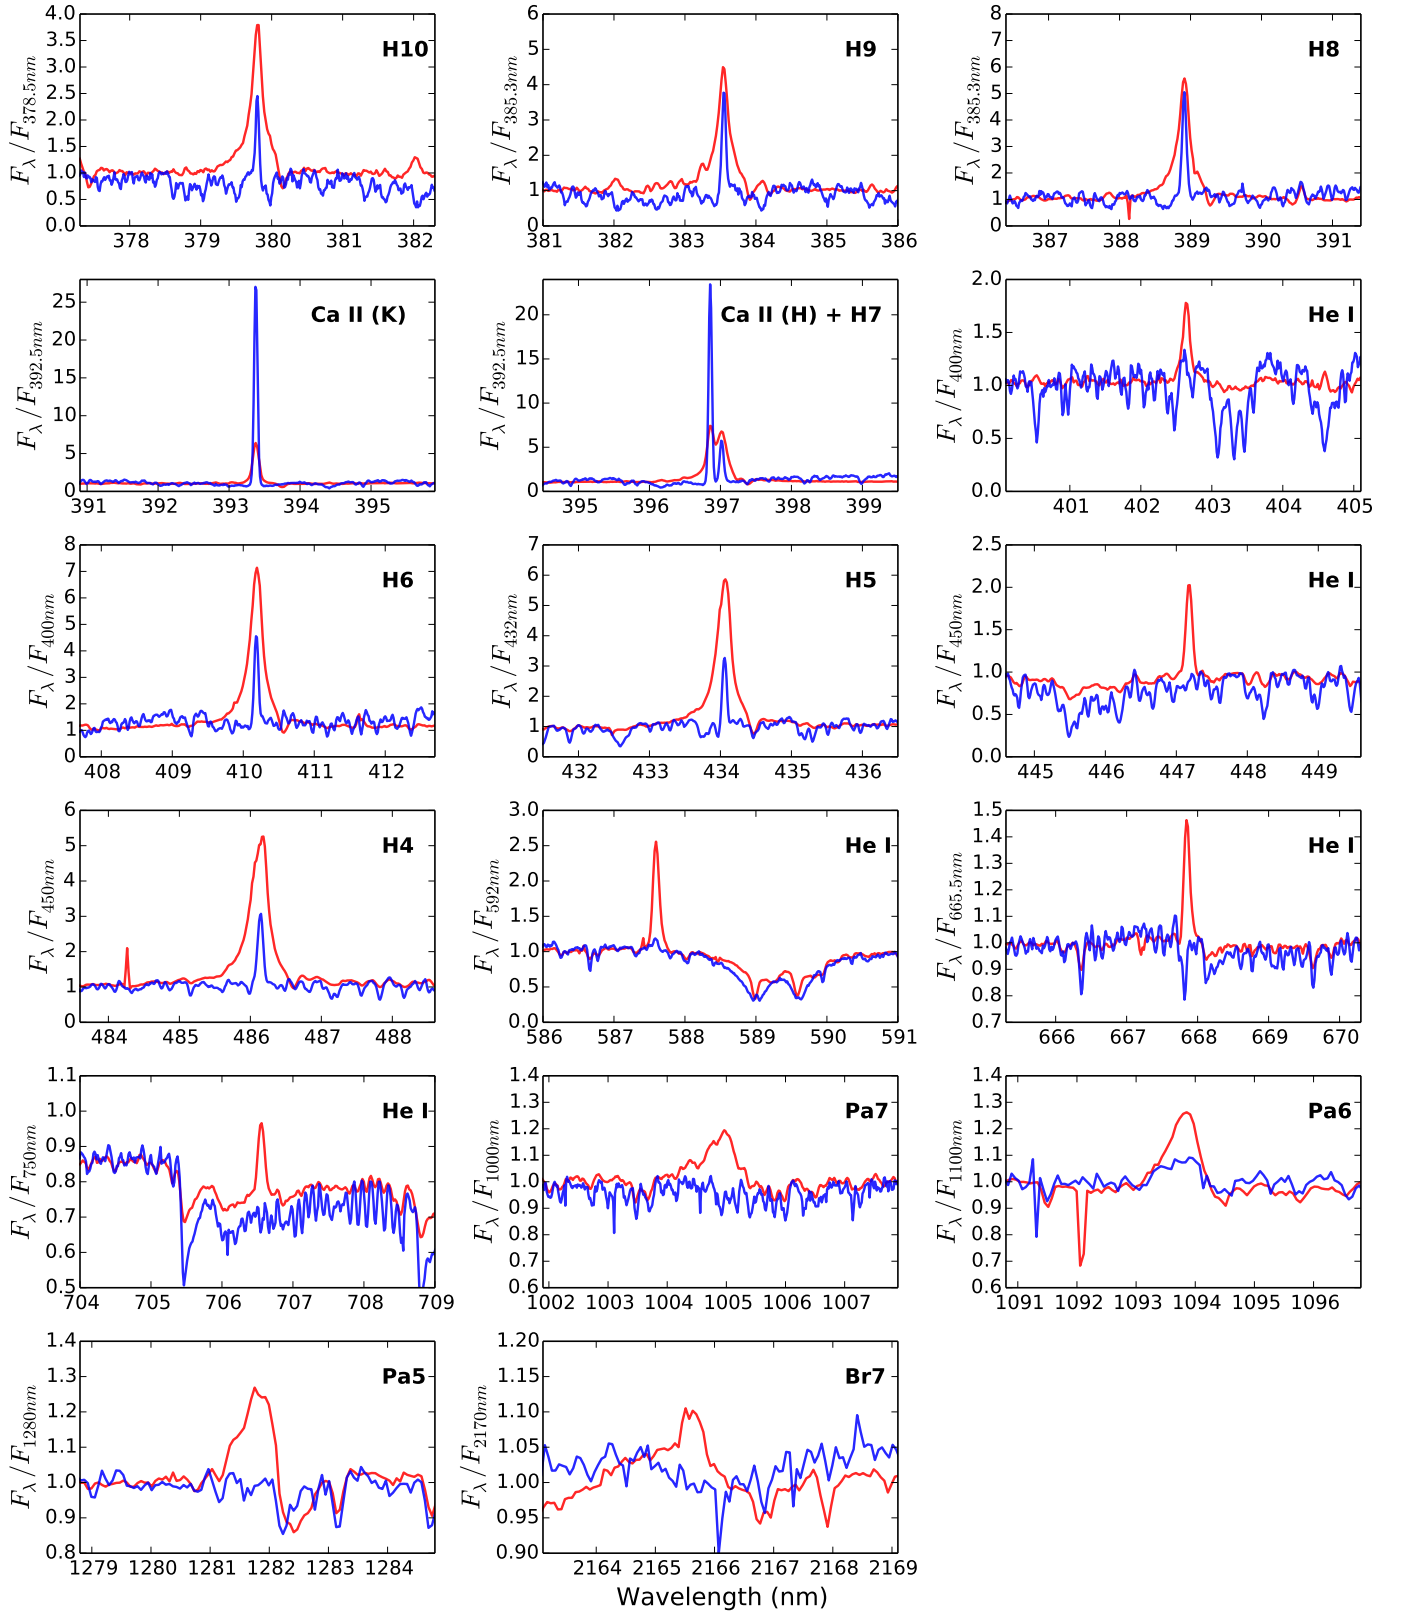 4.0 3.5 3.0 2.5 2.0 1.5 1.0 0.5 0.0
F_λ/F_378.5nm
H10
378 379 380 381 382
6 5 4 3 2 1 0
F_λ/F_385.3nm
H9
381 382 383 384 385 386
8 7 6 5 4 3 2 1 0
F_λ/F_385.3nm
H8
387 388 389 390 391
25 20 15 10 5 0
F_λ/F_392.5nm
Ca II (K)
391 392 393 394 395
20 15 10 5 0
F_λ/F_392.5nm
Ca II (H) + H7
395 396 397 398 399
2.0 1.5 1.0 0.5 0.0
F_λ/F_400nm
He I
401 402 403 404 405
8 7 6 5 4 3 2 1 0
F_λ/F_400nm
H6
408 409 410 411 412
7 6 5 4 3 2 1 0
F_λ/F_432nm
H5
432 433 434 435 436
2.5 2.0 1.5 1.0 0.5 0.0
F_λ/F_450nm
He I
445 446 447 448 449
6 5 4 3 2 1 0
F_λ/F_450nm
H4
484 485 486 487 488
3.0 2.5 2.0 1.5 1.0 0.5 0.0
F_λ/F_592nm
He I
586 587 588 589 590 591
1.5 1.4 1.3 1.2 1.1 1.0 0.9 0.8 0.7
F_λ/F_665.5nm
He I
666 667 668 669 670
1.1 1.0 0.9 0.8 0.7 0.6 0.5
F_λ/F_750nm
He I
704 705 706 707 708 709
1.4 1.3 1.2 1.1 1.0 0.9 0.8 0.7 0.6
F_λ/F_1000nm
Pa7
1002 1003 1004 1005 1006 1007
1.4 1.3 1.2 1.1 1.0 0.9 0.8 0.7 0.6
F_λ/F_1100nm
Pa6
1091 1092 1093 1094 1095 1096
1.4 1.3 1.2 1.1 1.0 0.9 0.8
F_λ/F_1280nm
Pa5
1279 1280 1281 1282 1283 1284
1.20 1.15 1.10 1.05 1.00 0.95 0.90
F_λ/F_2170nm
Br7
2164 2165 2166 2167 2168 2169
Wavelength (nm)